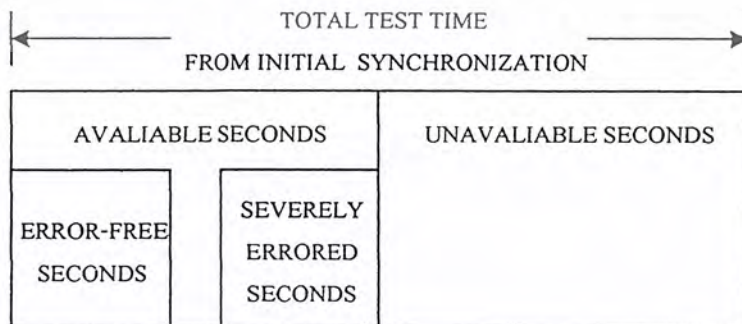 TOTAL TEST TIME
FROM INITIAL SYNCHRONIZATION
AVALIABLE SECONDS
UNAVALIABLE SECONDS
ERROR-FREE
SECONDS
SEVERELY
ERRORED
SECONDS